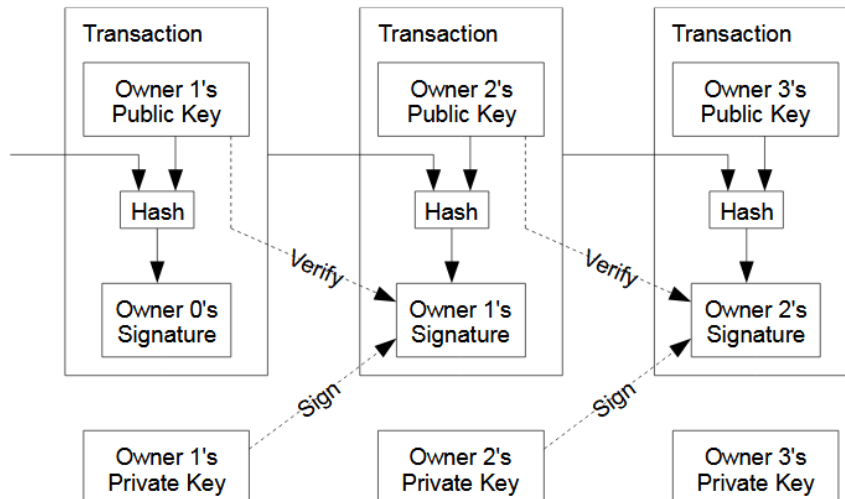 Transaction
Transaction
Transaction
Owner 1's
Public Key
Owner 2's
Public Key
Owner 3's
Public Key
Hash
Hash
Hash
Verify
Verify
Owner 0's
Signature
Owner 1's
Signature
Owner 2's
Signature
Sign
Sign
Owner 1's
Private Key
Owner 2's
Private Key
Owner 3's
Private Key